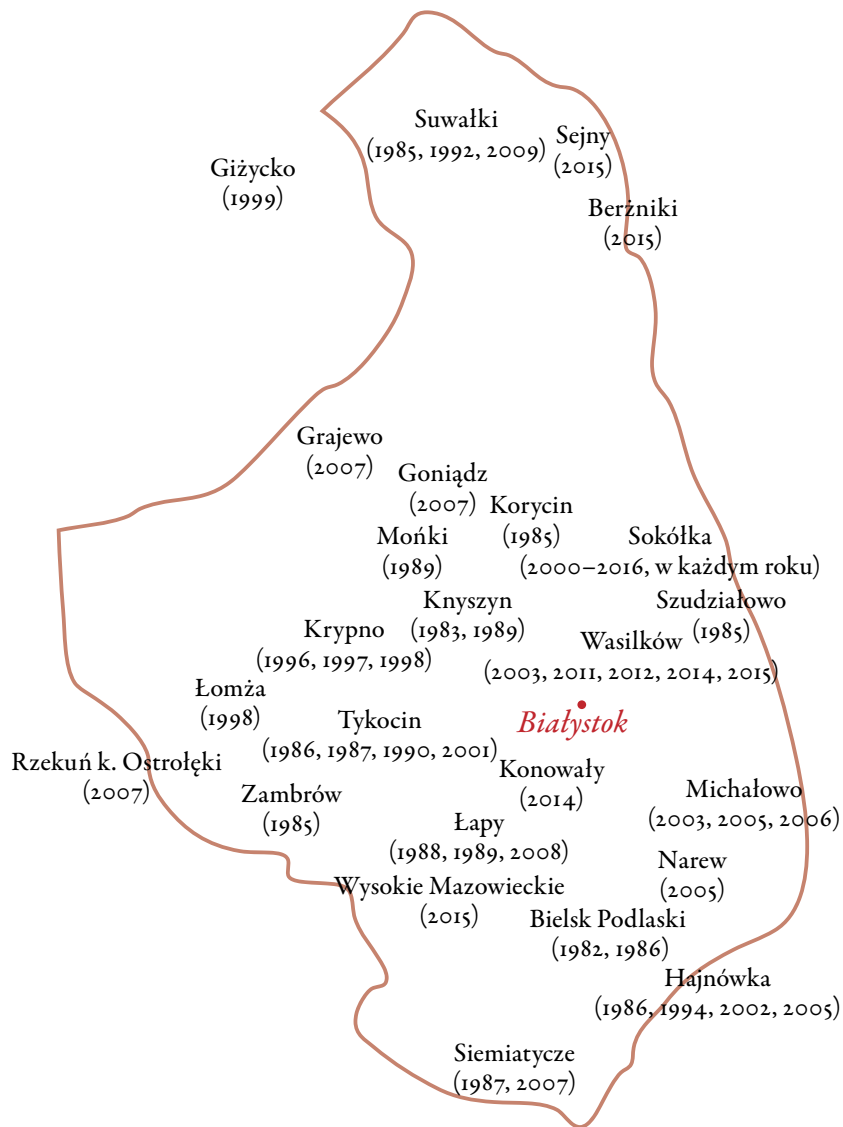 Suwałki
(1985, 1992, 2009)
Sejny
(2015)
Giżycko
(1999)
Berżniki
(2015)
Grajewo
(2007)
Goniądz
(2007)
Korycin
(1985)
Mońki
(1989)
Sokółka
(2000–2016, w każdym roku)
Knyszyn
(1983, 1989)
Szudziałowo
(1985)
Krypno
(1996, 1997, 1998)
Wasilków
(2003, 2011, 2012, 2014, 2015)
Łomża
(1998)
Tykocin
(1986, 1987, 1990, 2001)
Białystok
Rzekuń k. Ostrołęki
(2007)
Konowały
(2014)
Zambrów
(1985)
Michałowo
(2003, 2005, 2006)
Łapy
(1988, 1989, 2008)
Narew
(2005)
Wysokie Mazowieckie
(2015)
Bielsk Podlaski
(1982, 1986)
Hajnówka
(1986, 1994, 2002, 2005)
Siemiatycze
(1987, 2007)